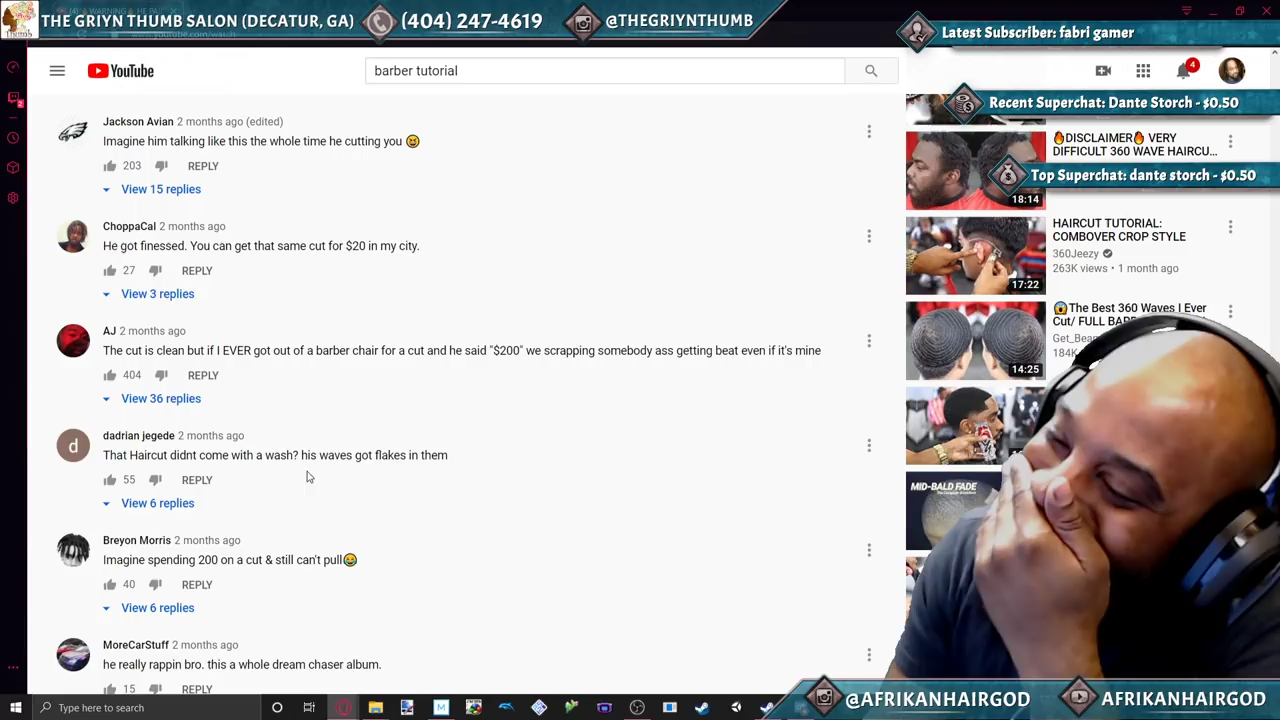 THE GRIYN THUMB SALON (DECATUR, GA)
(404) 247-4619
@THEGRIYNTHUMB
Latest Subscriber: fabri gamer
YouTube
barber tutorial
4
Recent Superchat: Dante Storch - $0.50
Top Superchat: dante storch - $0.50
Jackson Avian 2 months ago (edited)
Imagine him talking like this the whole time he cutting you 😆
203 REPLY
View 15 replies
ChoppaCal 2 months ago
He got finessed. You can get that same cut for $20 in my city.
27 REPLY
View 3 replies
AJ 2 months ago
The cut is clean but if I EVER got out of a barber chair for a cut and he said "$200" we scrapping somebody ass getting beat even if it's mine
404 REPLY
View 36 replies
d
dadrian jegede 2 months ago
That Haircut didnt come with a wash? his waves got flakes in them
55 REPLY
View 6 replies
Breyon Morris 2 months ago
Imagine spending 200 on a cut & still can't pull😂
40 REPLY
View 6 replies
MoreCarStuff 2 months ago
he really rappin bro. this a whole dream chaser album.
15 REPLY
🔥DISCLAIMER🔥 VERY
DIFFICULT 360 WAVE HAIRCU...
18:14
HAIRCUT TUTORIAL:
COMBOVER CROP STYLE
360Jeezy
263K views • 1 month ago
17:22
😱The Best 360 Waves I Ever
Cut/ FULL
184K
14:25
MID-BALD FADE
Type here to search
@AFRIKANHAIRGOD
AFRIKANHAIRGOD